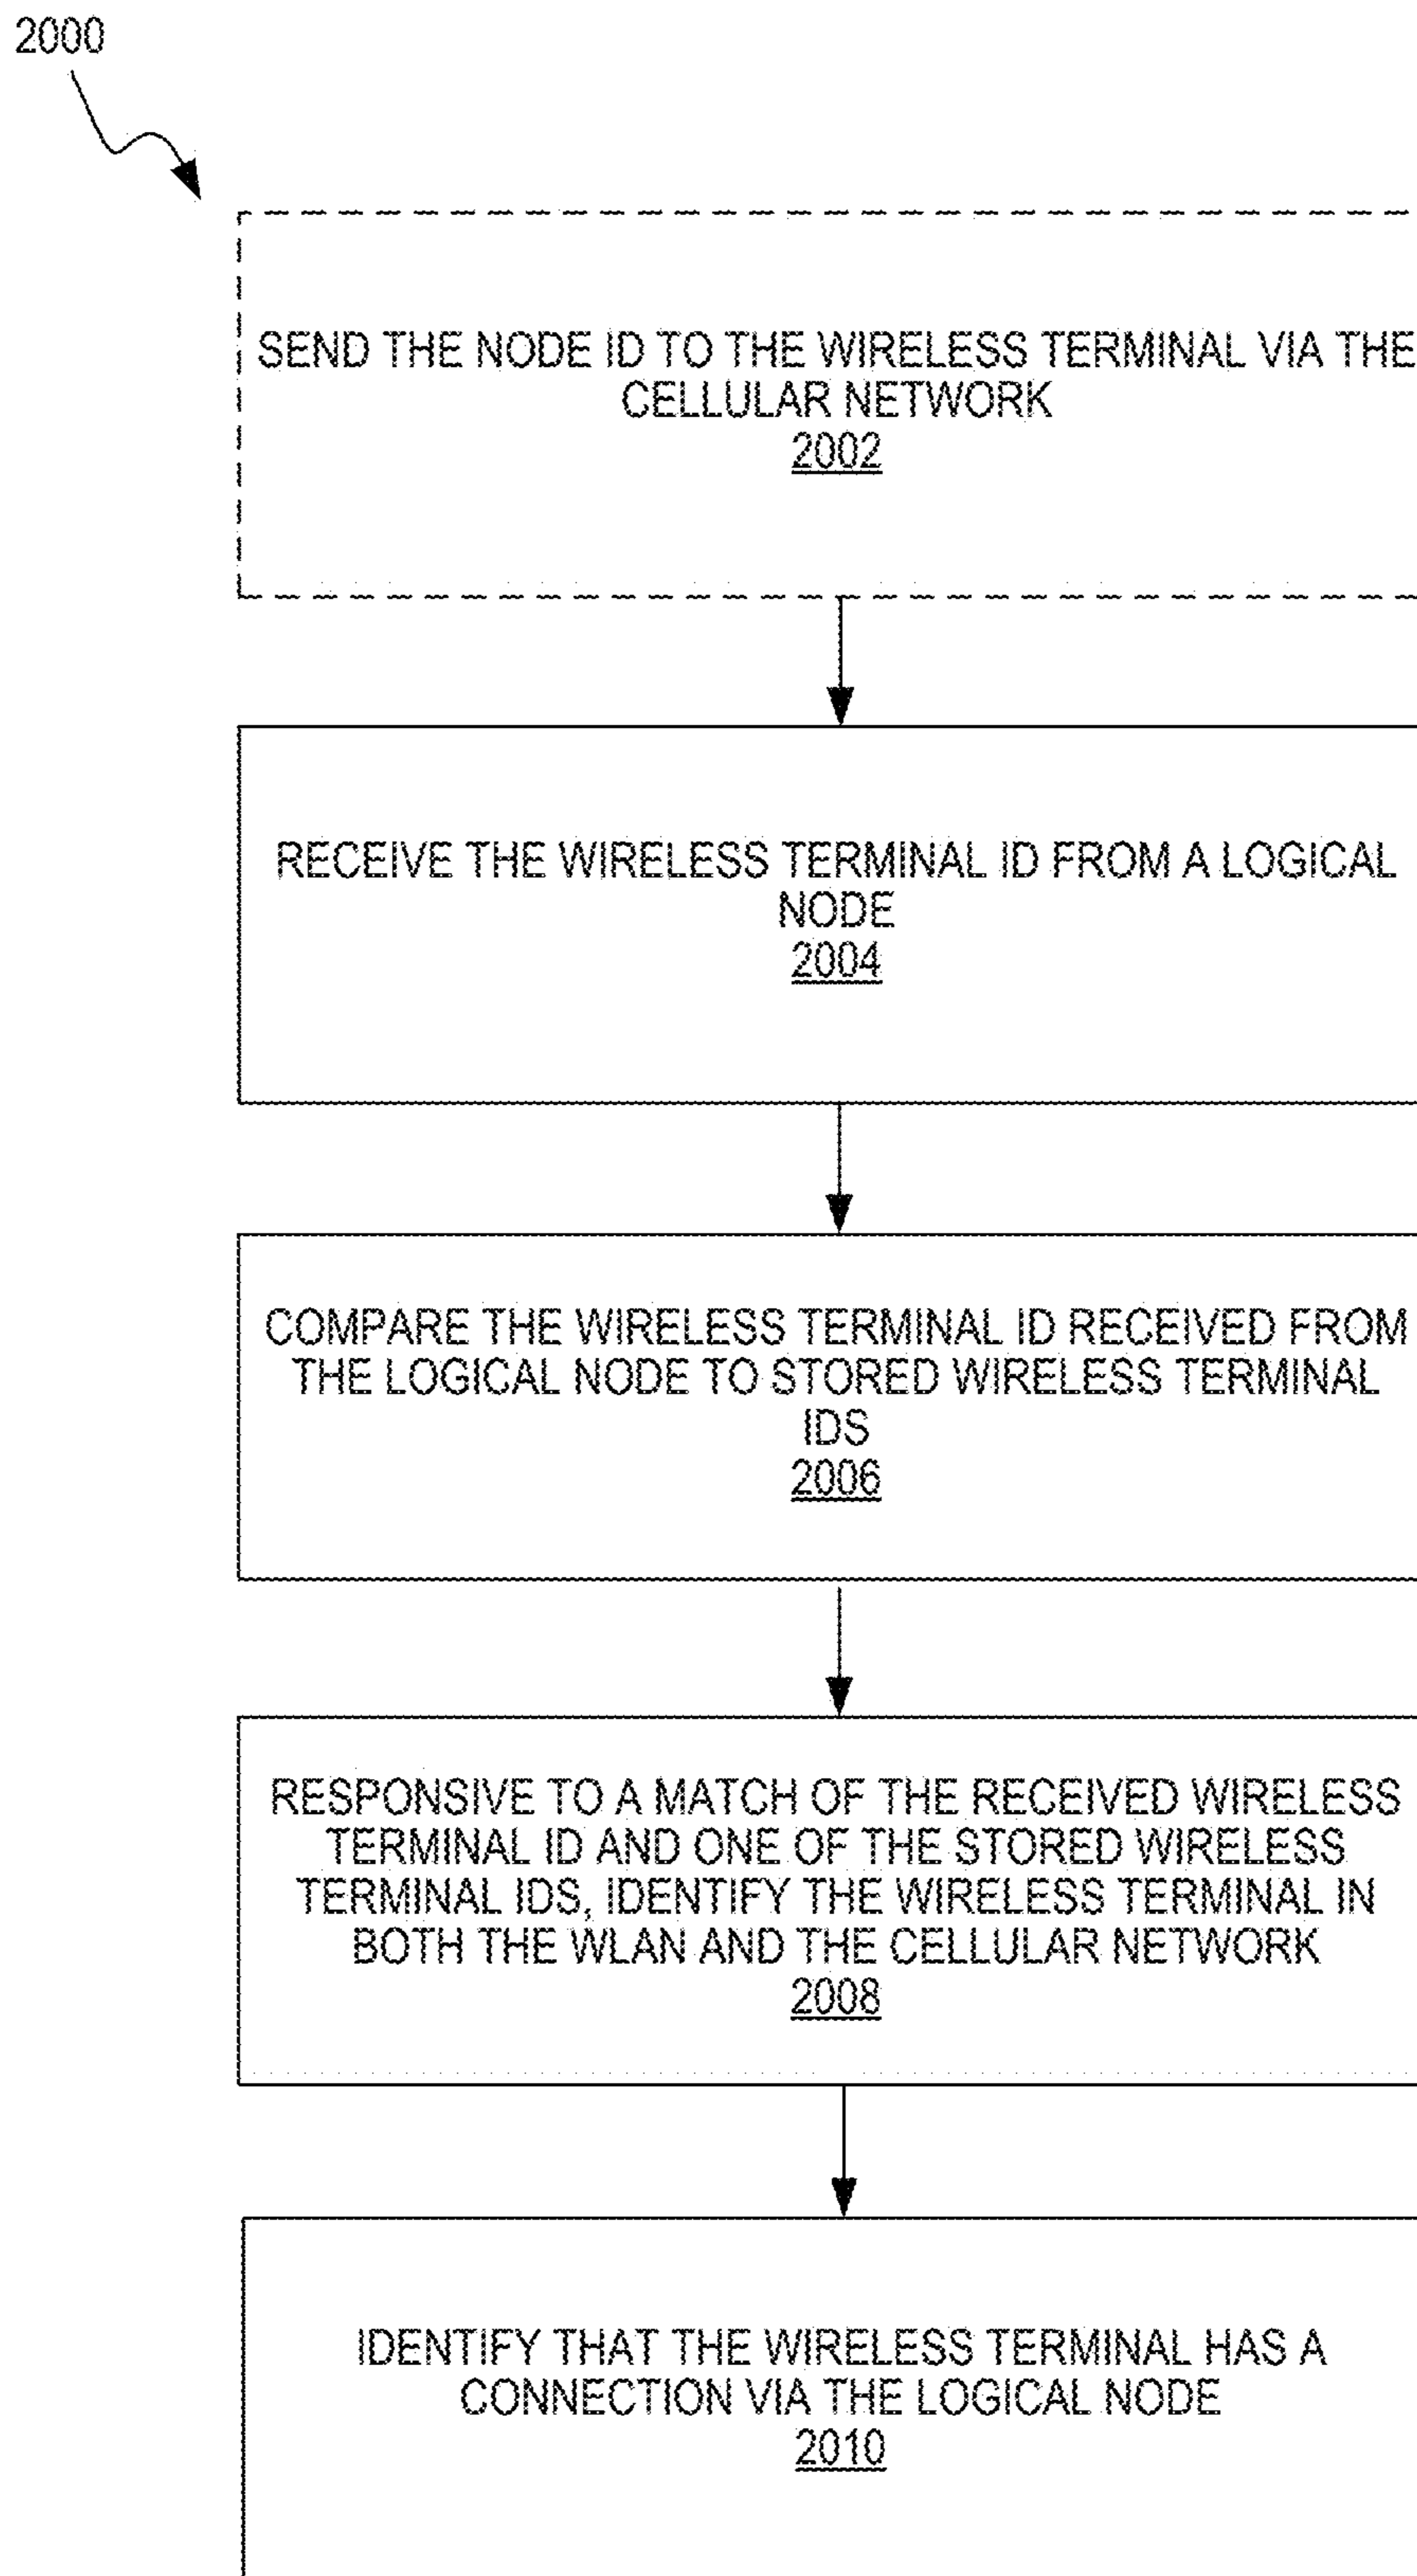 2000
SEND THE NODE ID TO THE WIRELESS TERMINAL VIA THE
CELLULAR NETWORK
2002
RECEIVE THE WIRELESS TERMINAL ID FROM A LOGICAL
NODE
2004
COMPARE THE WIRELESS TERMINAL ID RECEIVED FROM
THE LOGICAL NODE TO STORED WIRELESS TERMINAL
IDS
2006
RESPONSIVE TO A MATCH OF THE RECEIVED WIRELESS
TERMINAL ID AND ONE OF THE STORED WIRELESS
TERMINAL IDS, IDENTIFY THE WIRELESS TERMINAL IN
BOTH THE WLAN AND THE CELLULAR NETWORK
2008
IDENTIFY THAT THE WIRELESS TERMINAL HAS A
CONNECTION VIA THE LOGICAL NODE
2010